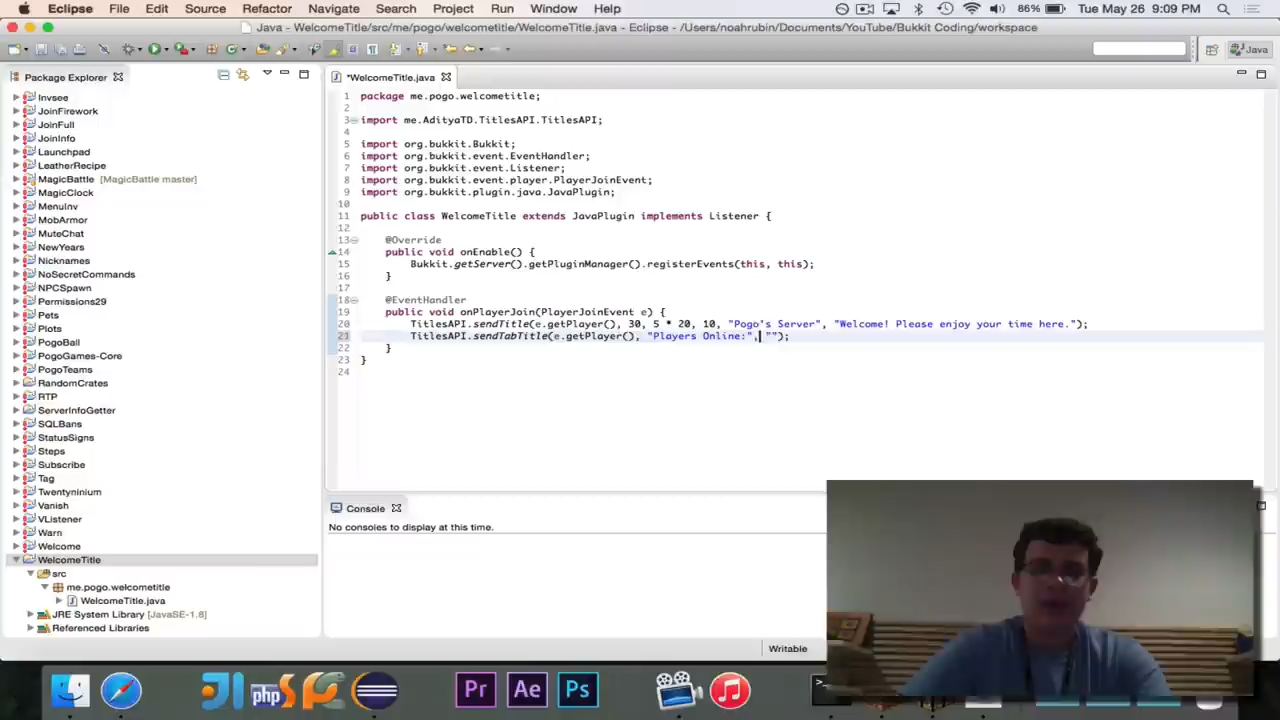 Eclipse File Edit Source Refactor Navigate Search Project Run Window Help 86% Tue May 26 9:09 PM
Java - WelcomeTitle/src/me/pogo/welcometitle/WelcomeTitle.java - Eclipse - /Users/noahrubin/Documents/YouTube/Bukkit Coding/workspace
Java
Package Explorer
Invsee
JoinFirework
JoinFull
JoinInfo
Launchpad
LeatherRecipe
MagicBattle [MagicBattle master]
MagicClock
MenuInv
MobArmor
MuteChat
NewYears
Nicknames
NoSecretCommands
NPCSpawn
Permissions29
Pets
Plots
PogoBall
PogoGames-Core
PogoTeams
RandomCrates
RTP
ServerInfoGetter
SQLBans
StatusSigns
Steps
Subscribe
Tag
Twentyninium
Vanish
VListener
Warn
Welcome
WelcomeTitle
src
me.pogo.welcometitle
WelcomeTitle.java
JRE System Library [JavaSE-1.8]
Referenced Libraries
*WelcomeTitle.java
1 package me.pogo.welcometitle;
2
3 import me.AdityaTD.TitlesAPI.TitlesAPI;
4
5 import org.bukkit.Bukkit;
6 import org.bukkit.event.EventHandler;
7 import org.bukkit.event.Listener;
8 import org.bukkit.event.player.PlayerJoinEvent;
9 import org.bukkit.plugin.java.JavaPlugin;
10
11 public class WelcomeTitle extends JavaPlugin implements Listener {
12
13 @Override
14 public void onEnable() {
15 Bukkit.getServer().getPluginManager().registerEvents(this, this);
16 }
17
18 @EventHandler
19 public void onPlayerJoin(PlayerJoinEvent e) {
20 TitlesAPI.sendTitle(e.getPlayer(), 30, 5 * 20, 10, "Pogo's Server", "Welcome! Please enjoy your time here.");
21 TitlesAPI.sendTabTitle(e.getPlayer(), "Players Online:", "");
22 }
23 }
24
Console
No consoles to display at this time.
Writable
php
Pr Ae Ps